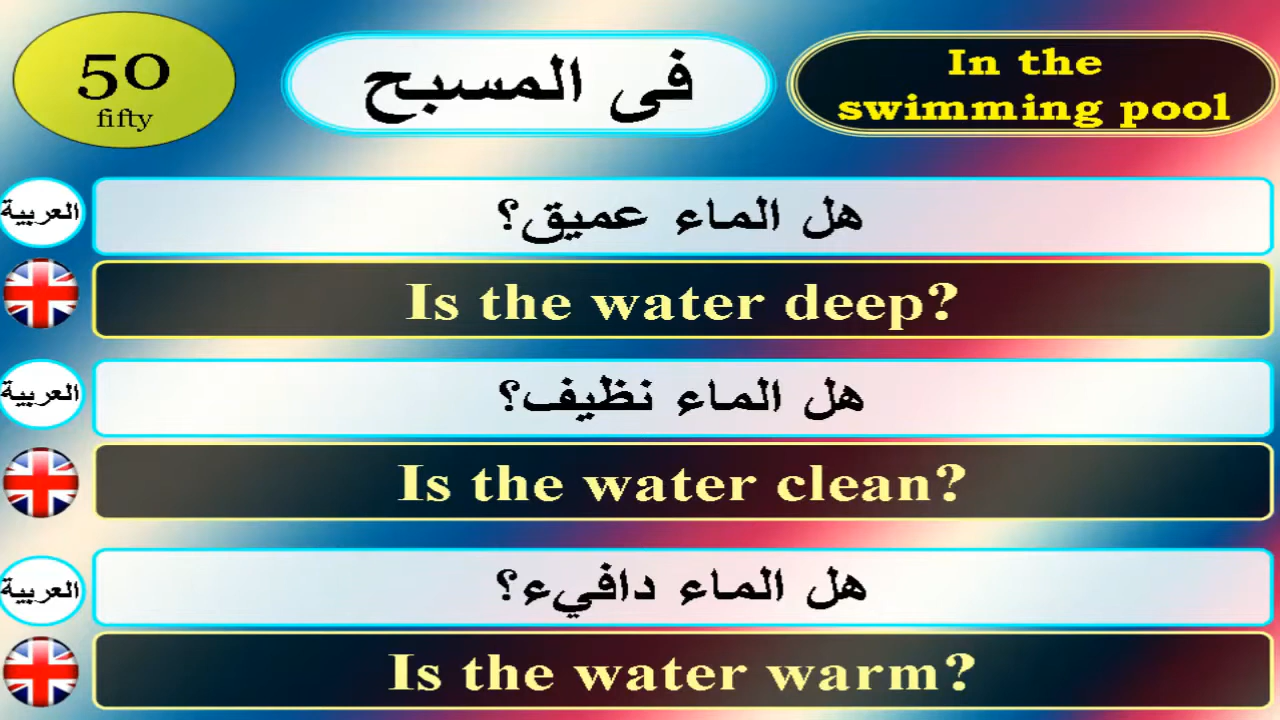 50
fifty
فى المسبح
In the
swimming pool
العربية
هل الماء عميق؟
Is the water deep?
العربية
هل الماء نظيف؟
Is the water clean?
العربية
هل الماء دافيء؟
Is the water warm?